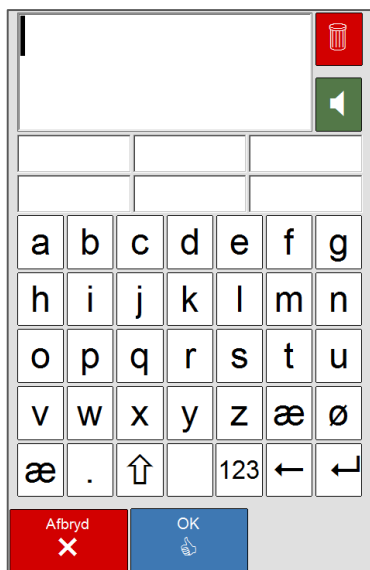 a b c d e f g
h i j k l m n
o p q r s t u
v w x y z æ ø
æ . ⇧ 123 ← ↵
Afbryd OK